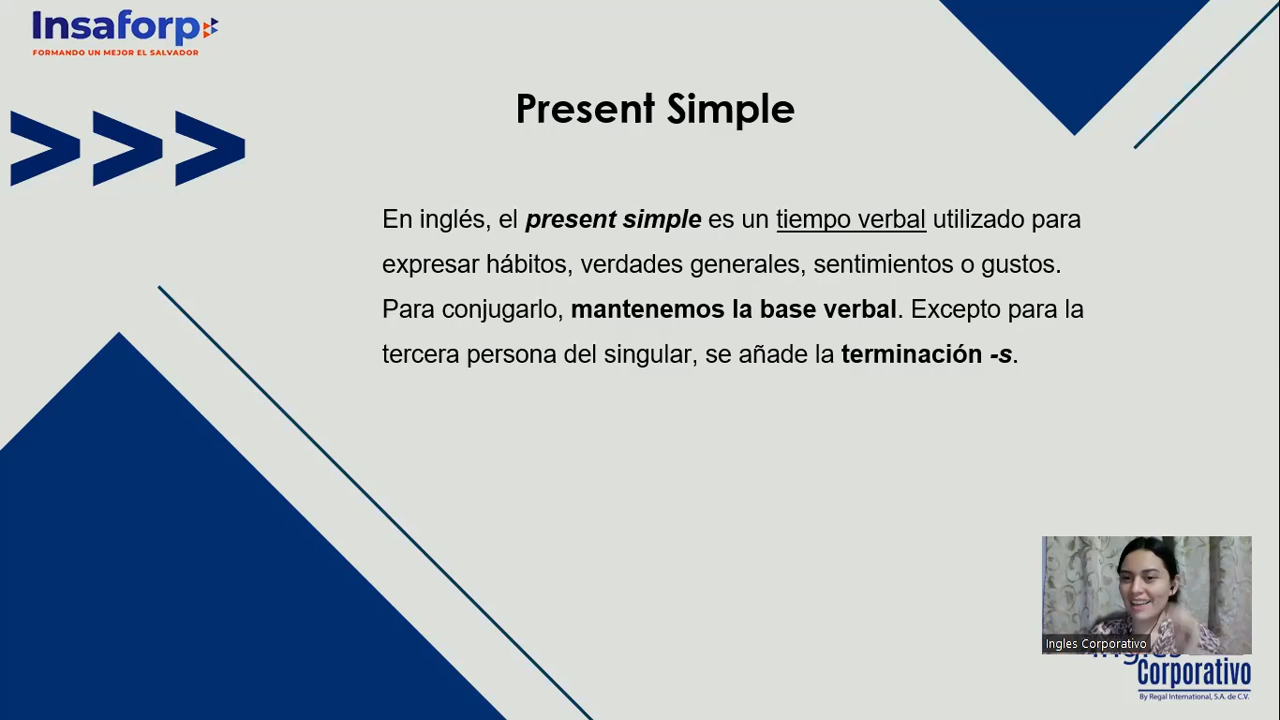 Insaforp
FORMANDO UN MEJOR EL SALVADOR
>>>
Present Simple
En inglés, el present simple es un tiempo verbal utilizado para
expresar hábitos, verdades generales, sentimientos o gustos.
Para conjugarlo, mantenemos la base verbal. Excepto para la
tercera persona del singular, se añade la terminación -s.
Ingles Corporativo
Corporativo
By Regal International, S.A. de C.V.